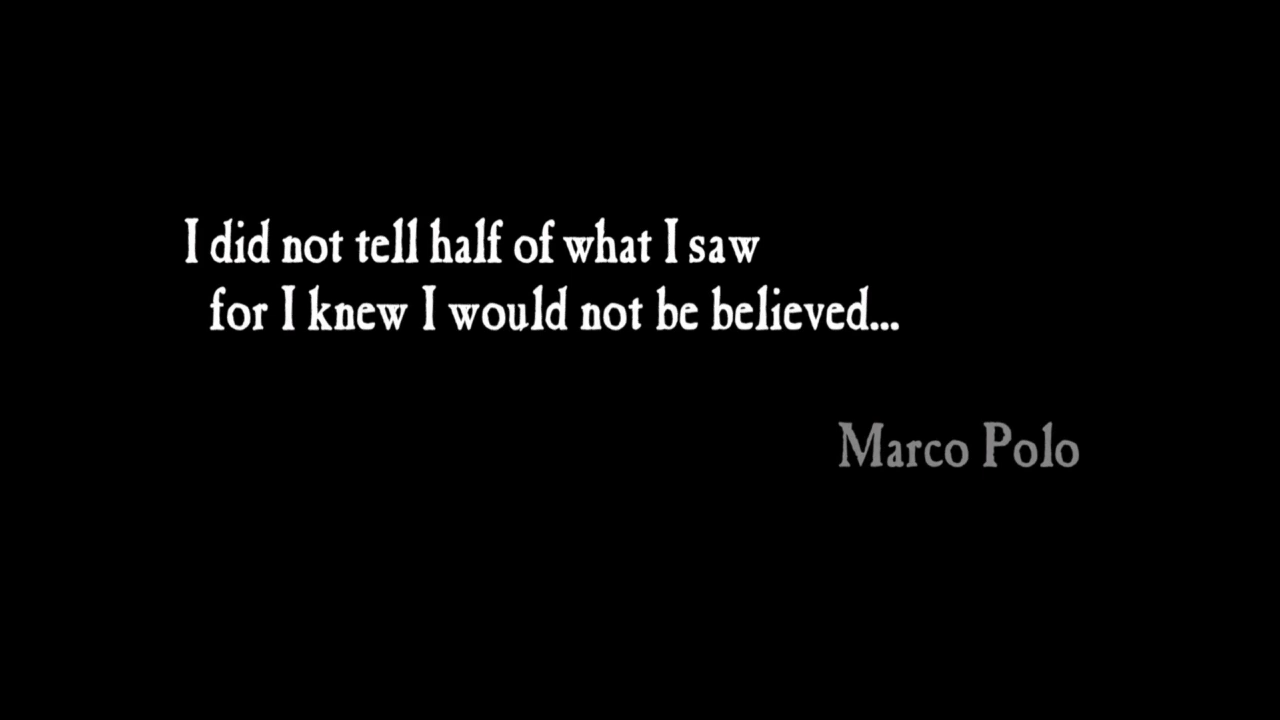 I did not tell half of what I saw
for I knew I would not be believed...
Marco Polo